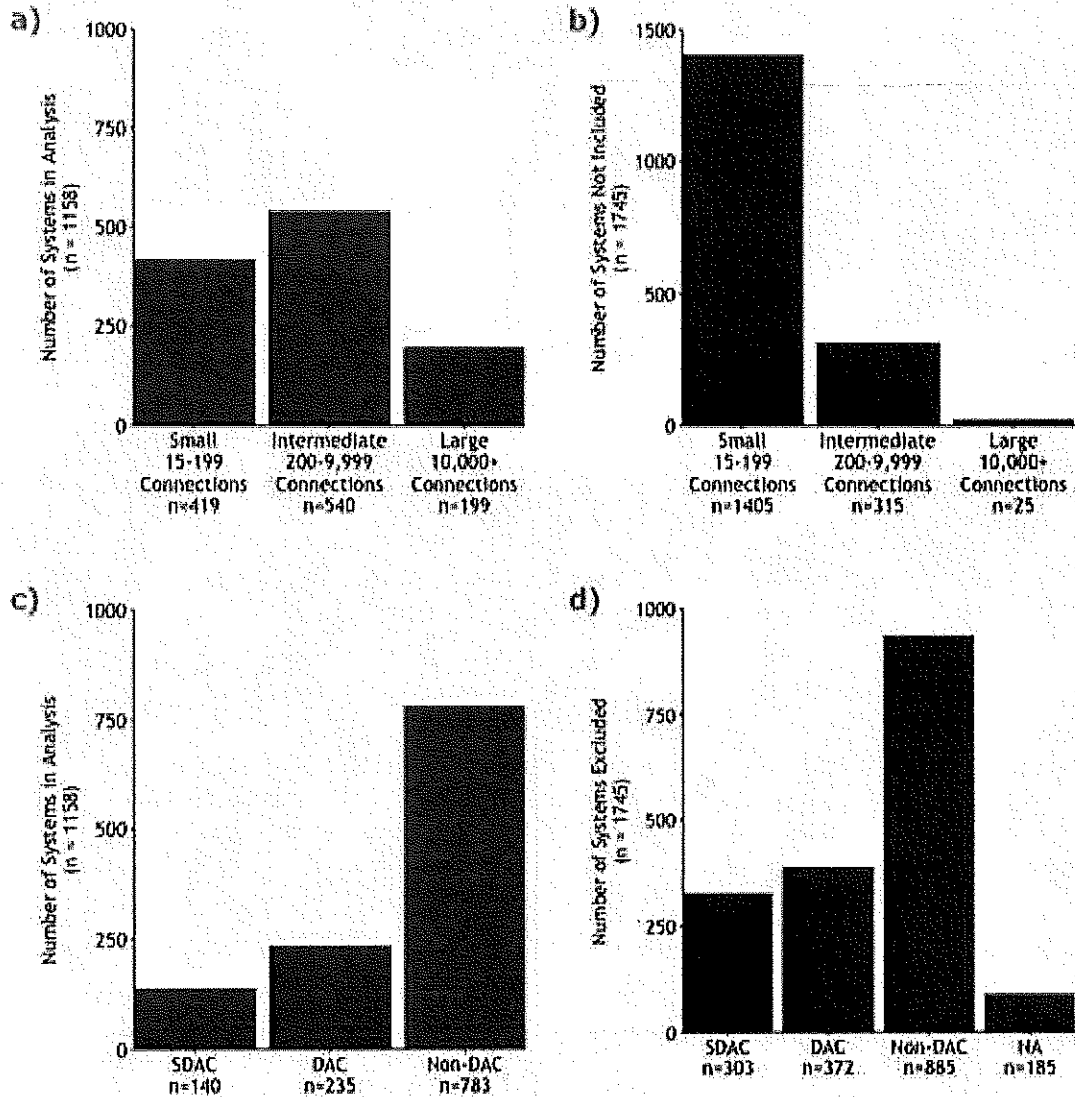 a)
Number of Systems in Analysis
(n = 1158)
1000
750
500
250
0
Small
15-199
Connections
n=419
Intermediate
200-9,999
Connections
n=540
Large
10,000+
Connections
n=199
b)
Number of Systems Not Included
(n = 1745)
1500
1000
500
0
Small
15-199
Connections
n=1405
Intermediate
200-9,999
Connections
n=315
Large
10,000+
Connections
n=25
c)
Number of Systems in Analysis
(n = 1158)
1000
750
500
250
0
SDAC
n=140
DAC
n=235
Non-DAC
n=783
d)
Number of Systems Excluded
(n = 1745)
1000
750
500
250
0
SDAC
n=303
DAC
n=372
Non-DAC
n=885
NA
n=185